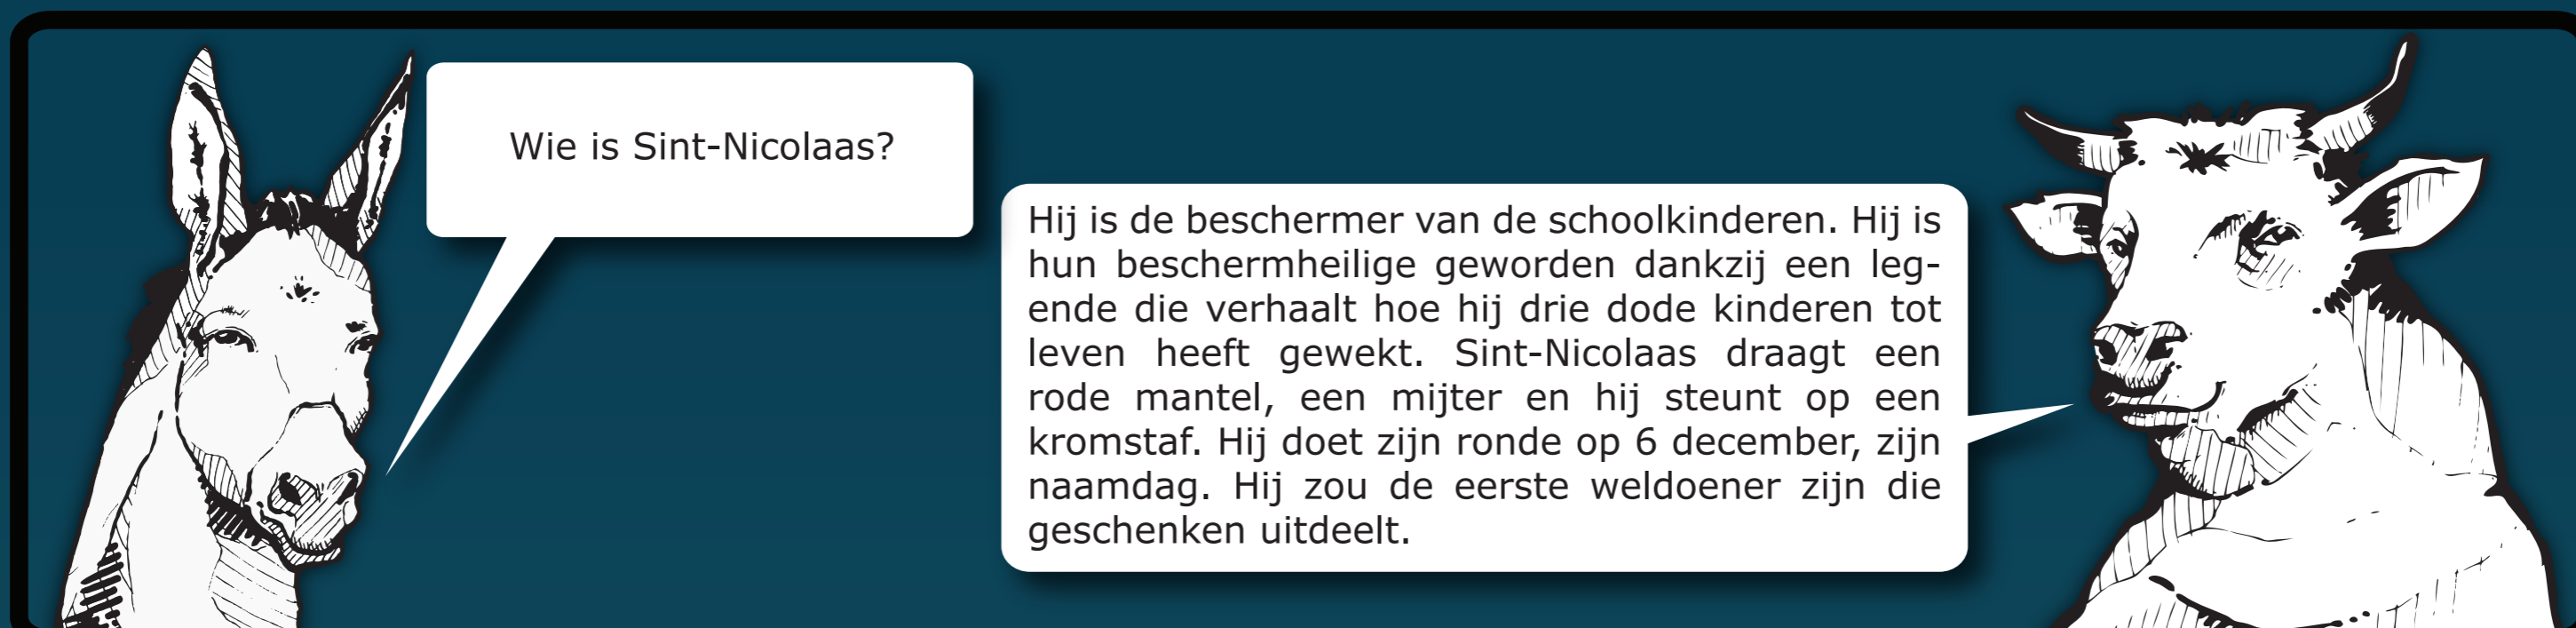 Wie is Sint-Nicolaas?
Hij is de beschermer van de schoolkinderen. Hij is
hun beschermheilige geworden dankzij een leg-
ende die verhaalt hoe hij drie dode kinderen tot
leven heeft gewekt. Sint-Nicolaas draagt een
rode mantel, een mijter en hij steunt op een
kromstaf. Hij doet zijn ronde op 6 december, zijn
naamdag. Hij zou de eerste weldoener zijn die
geschenken uitdeelt.